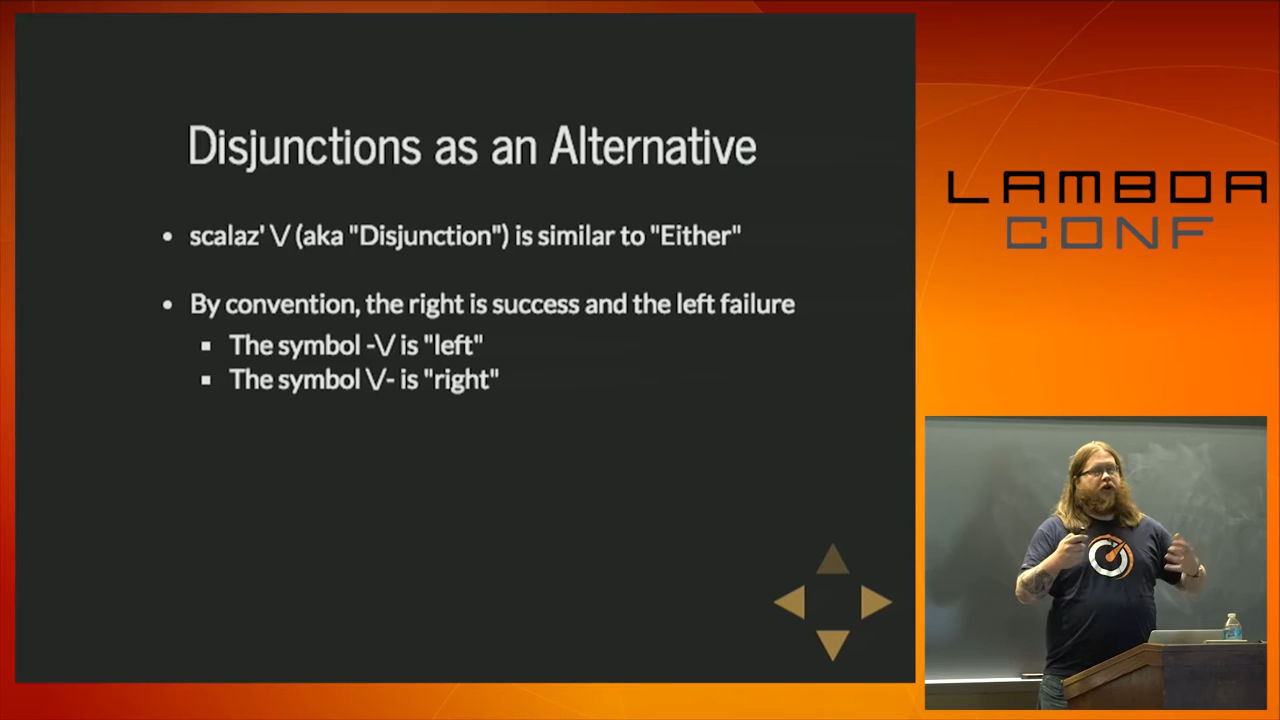 Disjunctions as an Alternative
• scalaz' \/ (aka "Disjunction") is similar to "Either"
• By convention, the right is success and the left failure
▪ The symbol -\/ is "left"
▪ The symbol \/- is "right"
LAMBDA
CONF